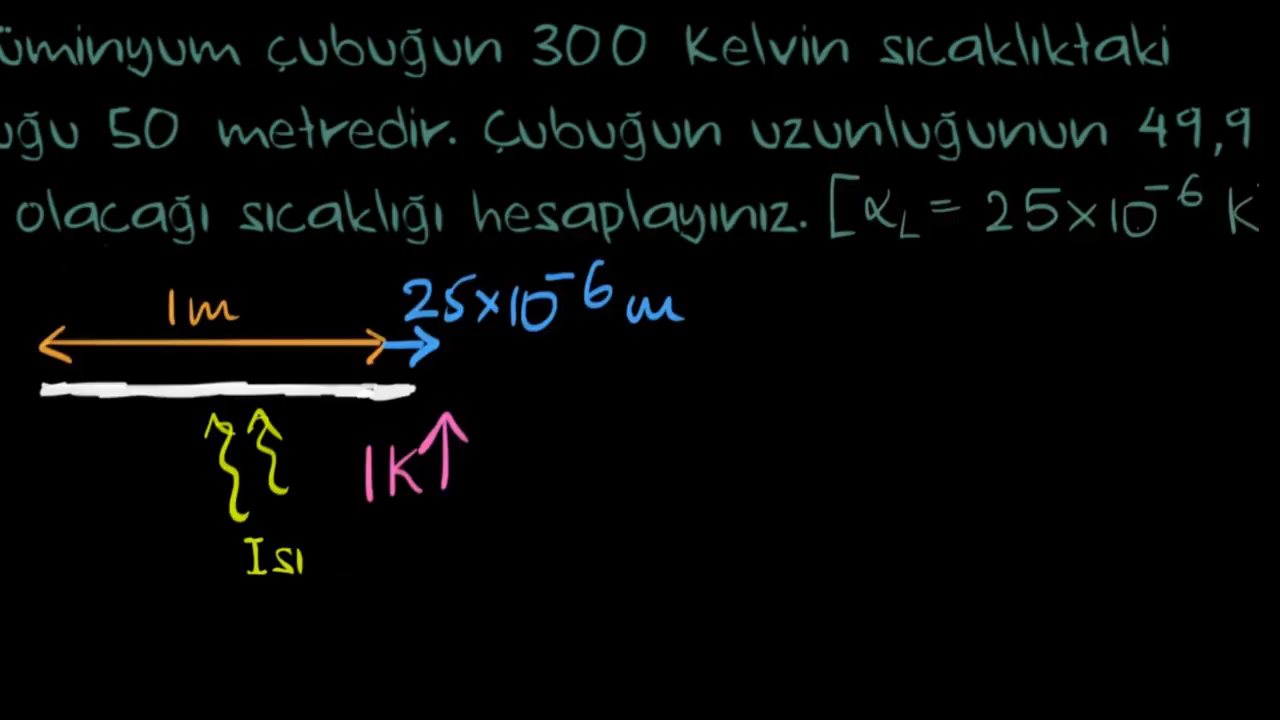 üminyum çubuğun 300 Kelvin sıcaklıktaki
uğu 50 metredir. Çubuğun uzunluğunun 49,9
olacağı sıcaklığı hesaplayınız. [α_L = 25×10⁻⁶ K
1m
25×10⁻⁶ m
1K↑
Isı